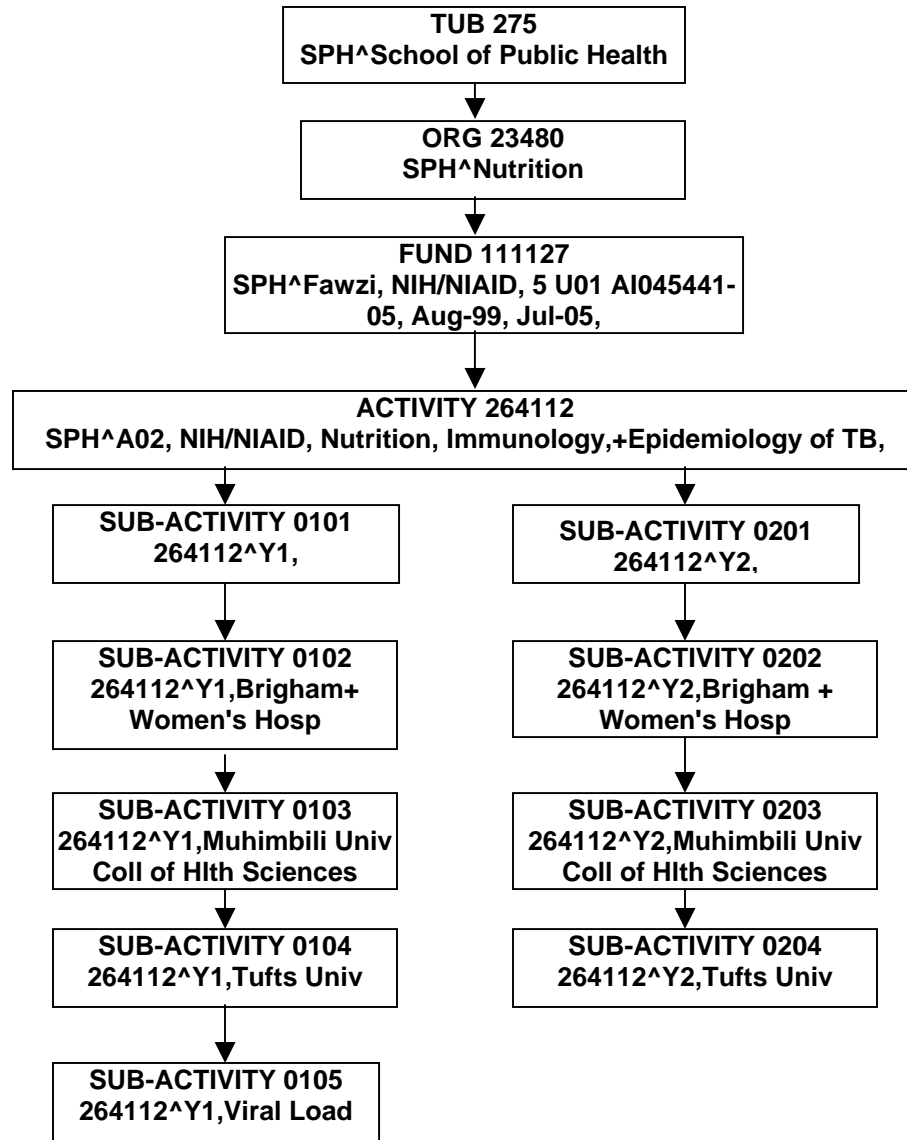 TUB 275
SPH^School of Public Health
ORG 23480
SPH^Nutrition
FUND 111127
SPH^Fawzi, NIH/NIAID, 5 U01 AI045441-
05, Aug-99, Jul-05,
ACTIVITY 264112
SPH^A02, NIH/NIAID, Nutrition, Immunology,+Epidemiology of TB,
SUB-ACTIVITY 0101
264112^Y1,
SUB-ACTIVITY 0102
264112^Y1,Brigham+
Women's Hosp
SUB-ACTIVITY 0103
264112^Y1,Muhimbili Univ
Coll of Hlth Sciences
SUB-ACTIVITY 0104
264112^Y1,Tufts Univ
SUB-ACTIVITY 0105
264112^Y1,Viral Load
SUB-ACTIVITY 0201
264112^Y2,
SUB-ACTIVITY 0202
264112^Y2,Brigham +
Women's Hosp
SUB-ACTIVITY 0203
264112^Y2,Muhimbili Univ
Coll of Hlth Sciences
SUB-ACTIVITY 0204
264112^Y2,Tufts Univ